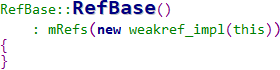 RefBase::RefBase()
    : mRefs(new weakref_impl(this))
{
}